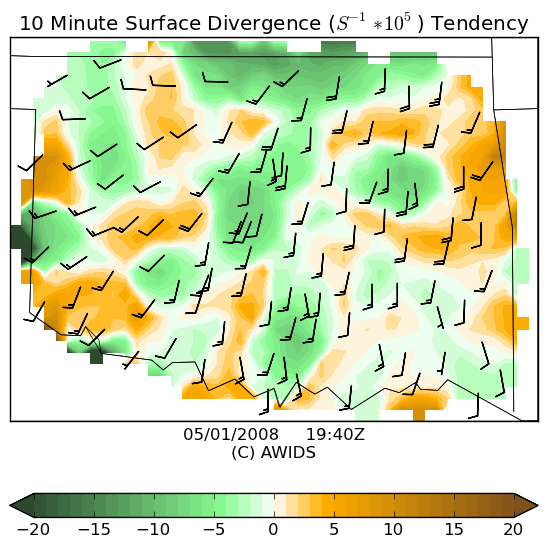 10 Minute Surface Divergence (S⁻¹ *10⁵ ) Tendency
05/01/2008 19:40Z
(C) AWIDS
−20 −15 −10 −5 0 5 10 15 20